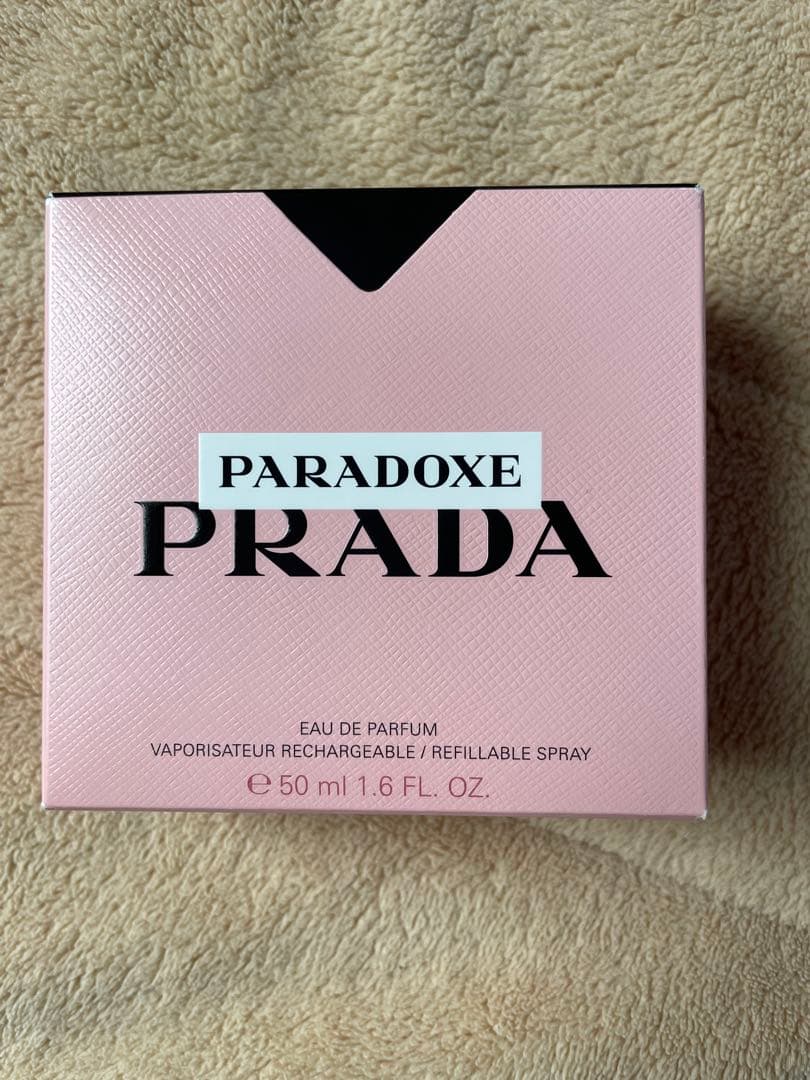 PARADOXE
PRADA
EAU DE PARFUM
VAPORISATEUR RECHARGEABLE / REFILLABLE SPRAY
℮ 50 ml 1.6 FL. OZ.